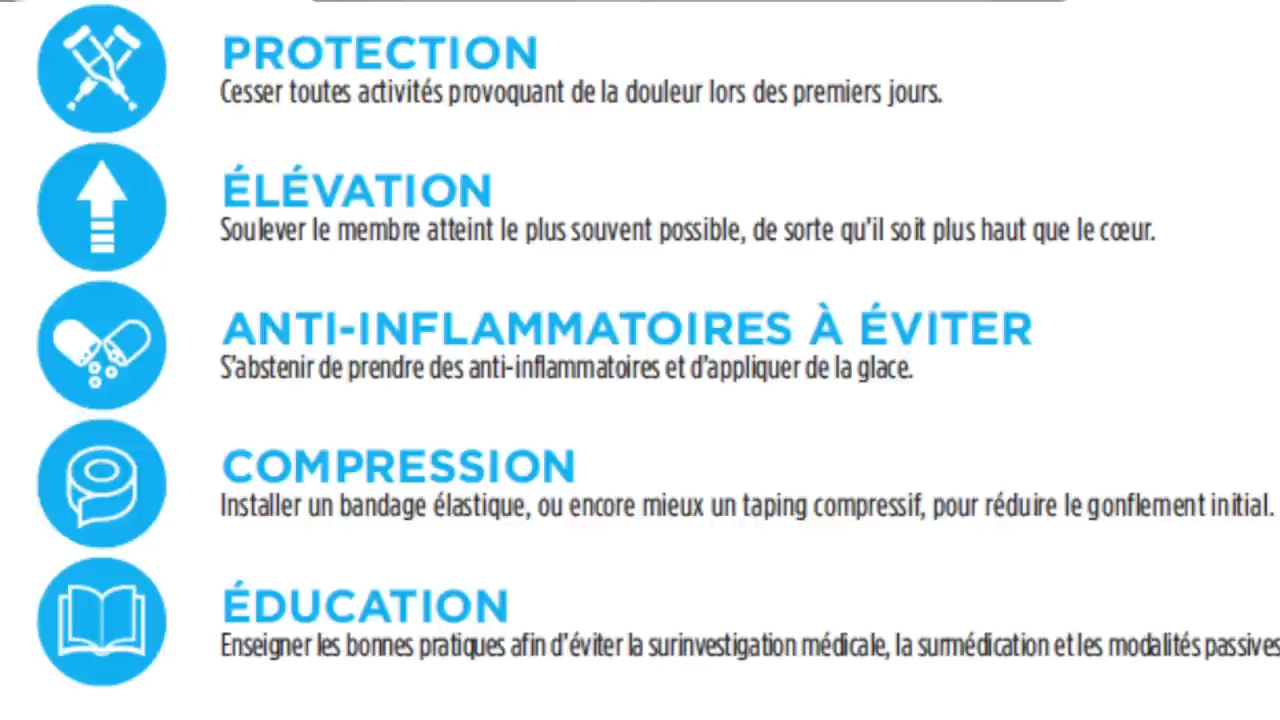 PROTECTION
Cesser toutes activités provoquant de la douleur lors des premiers jours.
ÉLÉVATION
Soulever le membre atteint le plus souvent possible, de sorte qu'il soit plus haut que le cœur.
ANTI-INFLAMMATOIRES À ÉVITER
S'abstenir de prendre des anti-inflammatoires et d'appliquer de la glace.
COMPRESSION
Installer un bandage élastique, ou encore mieux un taping compressif, pour réduire le gonflement initial.
ÉDUCATION
Enseigner les bonnes pratiques afin d'éviter la surinvestigation médicale, la surmédication et les modalités passives